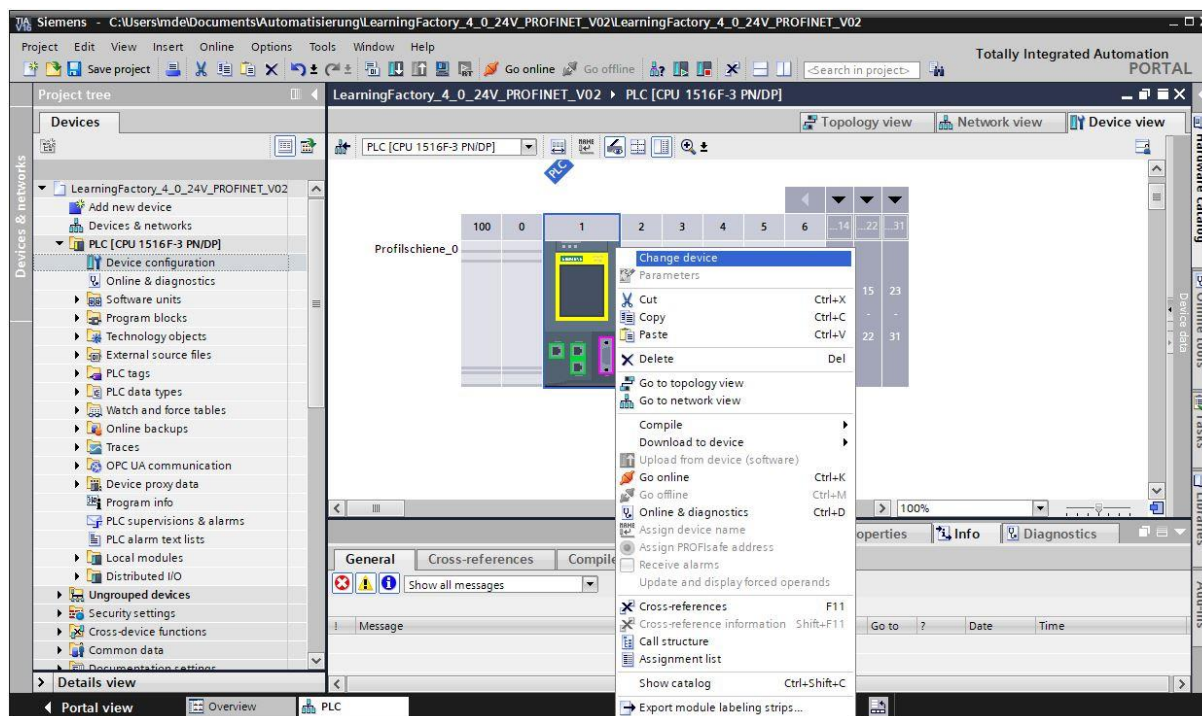 Siemens - C:\Users\mde\Documents\Automatisierung\LearningFactory_4_0_24V_PROFINET_V02\LearningFactory_4_0_24V_PROFINET_V02
Project Edit View Insert Online Options Tools Window Help
Totally Integrated Automation
PORTAL
Save project
Go online
Go offline
<Search in project>
Project tree
LearningFactory_4_0_24V_PROFINET_V02 ▸ PLC [CPU 1516F-3 PN/DP]
Devices
Topology view
Network view
Device view
PLC [CPU 1516F-3 PN/DP]
Devices & networks
LearningFactory_4_0_24V_PROFINET_V02
Add new device
Devices & networks
PLC [CPU 1516F-3 PN/DP]
Device configuration
Online & diagnostics
Software units
Program blocks
Technology objects
External source files
PLC tags
PLC data types
Watch and force tables
Online backups
Traces
OPC UA communication
Device proxy data
Program info
PLC supervisions & alarms
PLC alarm text lists
Local modules
Distributed I/O
Ungrouped devices
Security settings
Cross-device functions
Common data
Documentation settings
Details view
PLC
100 0 1 2 3 4 5 6 ...14 ...22 ...31
Profilschiene_0
SIEMENS
15 23
- -
22 31
Change device
Parameters
Cut Ctrl+X
Copy Ctrl+C
Paste Ctrl+V
Delete Del
Go to topology view
Go to network view
Compile
Download to device
Upload from device (software)
Go online Ctrl+K
Go offline Ctrl+M
Online & diagnostics Ctrl+D
Assign device name
Assign PROFIsafe address
Receive alarms
Update and display forced operands
Cross-references F11
Cross-reference information Shift+F11
Call structure
Assignment list
Show catalog Ctrl+Shift+C
Export module labeling strips...
100%
Info
Diagnostics
General
Cross-references
Show all messages
! Message
Go to ? Date Time
Device data
Hardware catalog
Online tools
Tasks
Libraries
Portal view
Overview
PLC